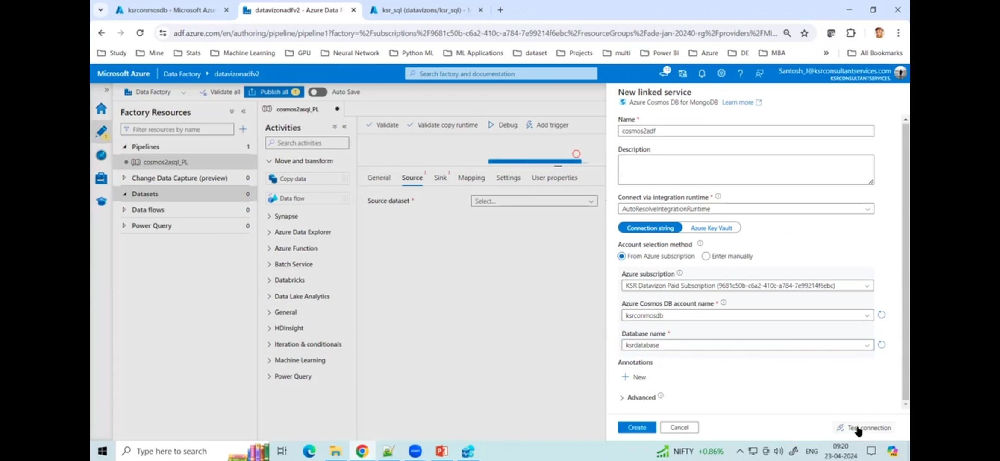 ksrconmosdb - Microsoft Azur
datavizonadfv2 - Azure Data F
ksr_sql (datavizons/ksr_sql) - M
adf.azure.com/en/authoring/pipeline/pipeline1?factory=%2Fsubscriptions%2F9681c50b-c6a2-410c-a784-7e99214f6ebc%2FresourceGroups%2Fade-jan-20240-rg%2Fproviders%2FMi...
Study Mine Stats Machine Learning GPU Neural Network Python ML ML Applications dataset Projects multi Power BI Azure DE MBA » All Bookmarks
Microsoft Azure Data Factory datavizonadfv2
Search factory and documentation
13
Santosh_J@ksrconsultantservices.com
KSRCONSULTANTSERVICES.
Data Factory Validate all Publish all 1 Auto Save
Factory Resources
Filter resources by name
1
Pipelines 1
cosmos2asql_PL
Change Data Capture (preview) 0
Datasets 0
Data flows 0
Power Query 0
cosmos2asql_PL
Activities
Search activities
Move and transform
Copy data
Data flow
Synapse
Azure Data Explorer
Azure Function
Batch Service
Databricks
Data Lake Analytics
General
HDInsight
Iteration & conditionals
Machine Learning
Power Query
Validate Validate copy runtime Debug Add trigger
General Source 1 Sink 1 Mapping Settings User properties
Source dataset * Select...
New linked service
Azure Cosmos DB for MongoDB Learn more
Name *
cosmos2adf
Description
Connect via integration runtime *
AutoResolveIntegrationRuntime
Connection string Azure Key Vault
Account selection method
From Azure subscription Enter manually
Azure subscription
KSR Datavizon Paid Subscription (9681c50b-c6a2-410c-a784-7e99214f6ebc)
Azure Cosmos DB account name *
ksrconmosdb
Database name *
ksrdatabase
Annotations
New
Advanced
Create Cancel Test connection
Type here to search
zoom
NIFTY +0.86%
ENG
09:20
23-04-2024